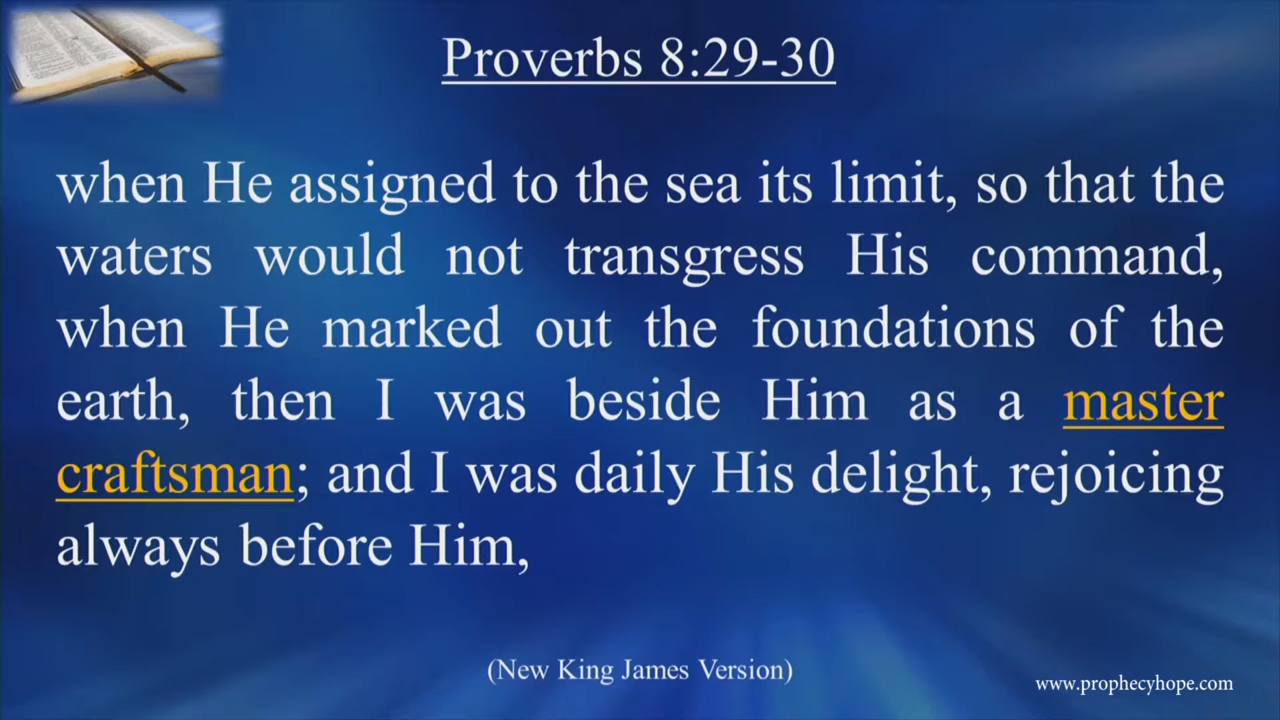 Proverbs 8:29-30
when He assigned to the sea its limit, so that the
waters would not transgress His command,
when He marked out the foundations of the
earth, then I was beside Him as a master
craftsman; and I was daily His delight, rejoicing
always before Him,
(New King James Version)
www.prophecyhope.com